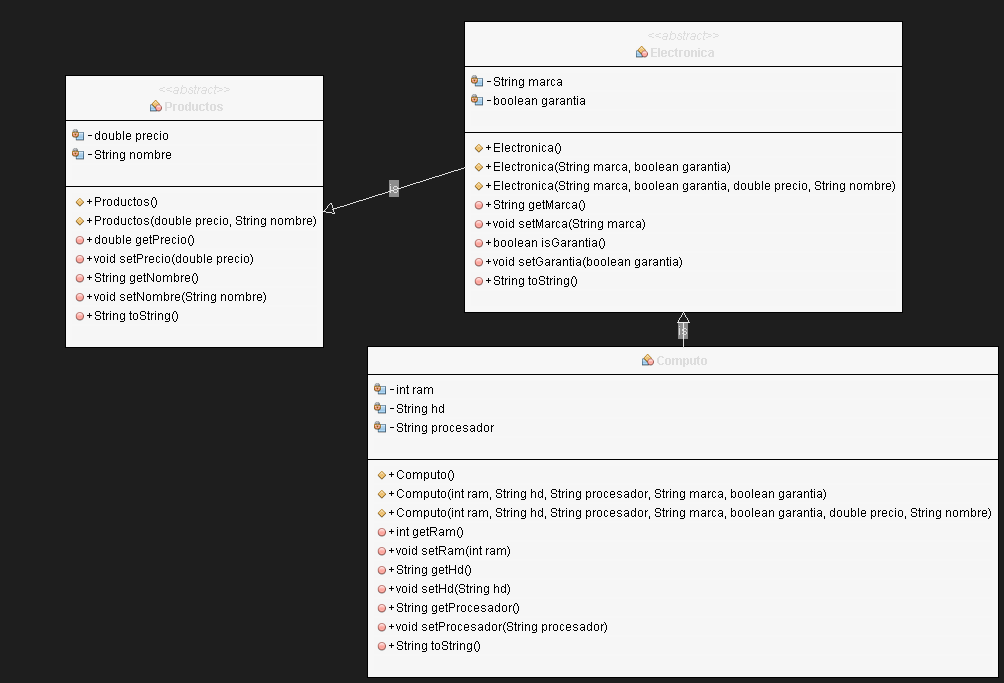 <<abstract>>
Productos
-double precio
-String nombre
+Productos()
+Productos(double precio, String nombre)
+double getPrecio()
+void setPrecio(double precio)
+String getNombre()
+void setNombre(String nombre)
+String toString()
is
<<abstract>>
Electronica
-String marca
-boolean garantia
+Electronica()
+Electronica(String marca, boolean garantia)
+Electronica(String marca, boolean garantia, double precio, String nombre)
+String getMarca()
+void setMarca(String marca)
+boolean isGarantia()
+void setGarantia(boolean garantia)
+String toString()
is
Computo
-int ram
-String hd
-String procesador
+Computo()
+Computo(int ram, String hd, String procesador, String marca, boolean garantia)
+Computo(int ram, String hd, String procesador, String marca, boolean garantia, double precio, String nombre)
+int getRam()
+void setRam(int ram)
+String getHd()
+void setHd(String hd)
+String getProcesador()
+void setProcesador(String procesador)
+String toString()